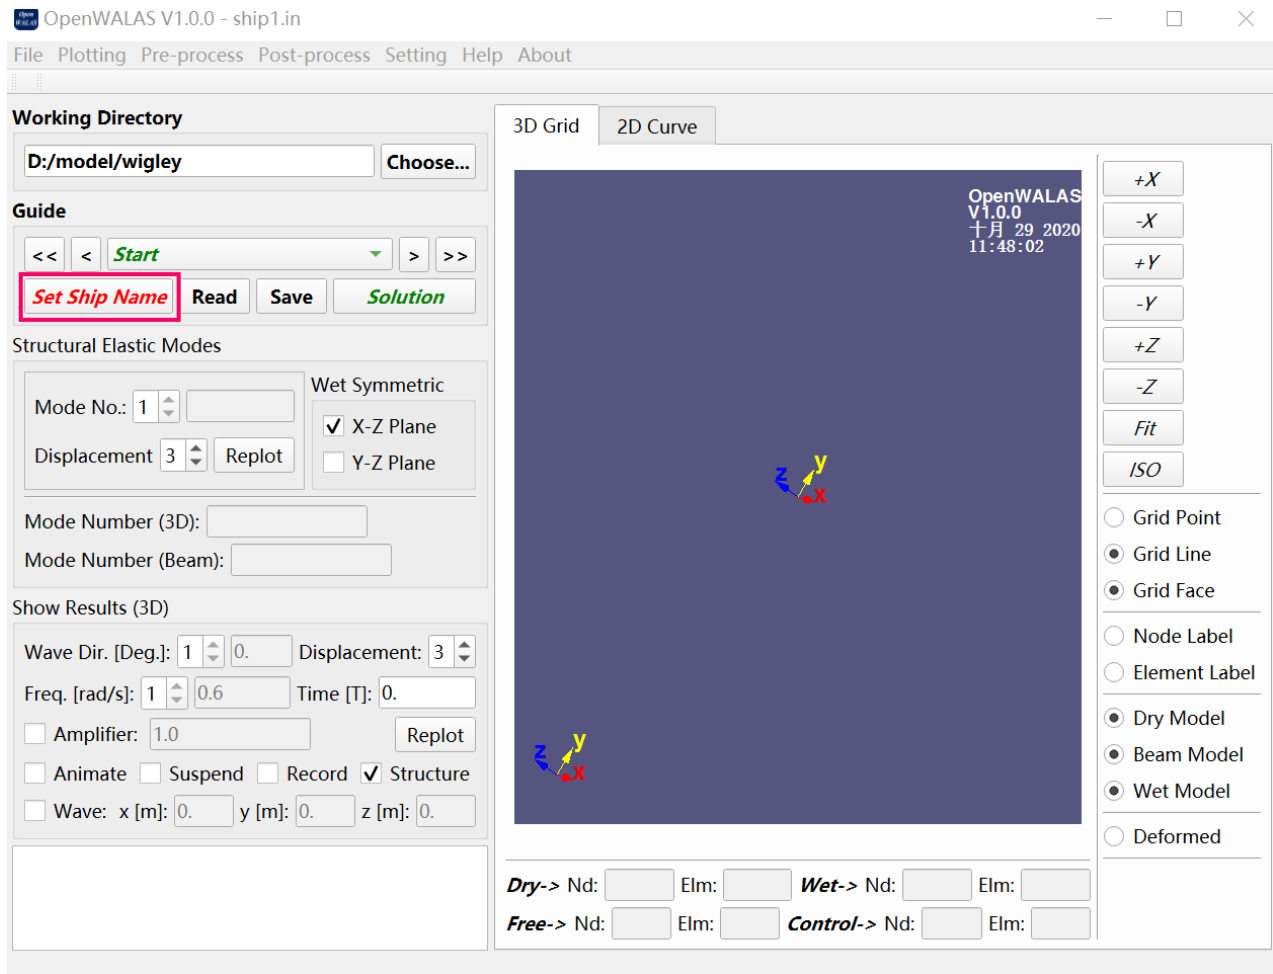 Open WALAS OpenWALAS V1.0.0 - ship1.in
File Plotting Pre-process Post-process Setting Help About
Working Directory
D:/model/wigley Choose...
Guide
<< < Start > >>
Set Ship Name Read Save Solution
Structural Elastic Modes
Mode No.: 1
Displacement 3 Replot
Wet Symmetric
X-Z Plane
Y-Z Plane
Mode Number (3D):
Mode Number (Beam):
Show Results (3D)
Wave Dir. [Deg.]: 1 0. Displacement: 3
Freq. [rad/s]: 1 0.6 Time [T]: 0.
Amplifier: 1.0 Replot
Animate Suspend Record Structure
Wave: x [m]: 0. y [m]: 0. z [m]: 0.
3D Grid 2D Curve
OpenWALAS
V1.0.0
十月 29 2020
11:48:02
z y x
z y x
Dry-> Nd: Elm: Wet-> Nd: Elm:
Free-> Nd: Elm: Control-> Nd: Elm:
+X
-X
+Y
-Y
+Z
-Z
Fit
ISO
Grid Point
Grid Line
Grid Face
Node Label
Element Label
Dry Model
Beam Model
Wet Model
Deformed